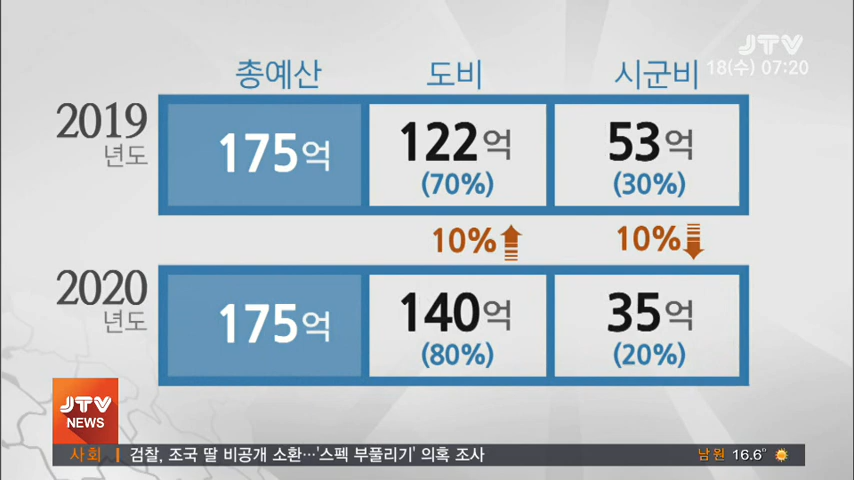 JTV
18(수) 07:20
총예산 도비 시군비
2019
년도
175억 122억 53억
(70%) (30%)
10% 10%
2020
년도
175억 140억 35억
(80%) (20%)
JTV
NEWS
사회 검찰, 조국 딸 비공개 소환…'스펙 부풀리기' 의혹 조사 남원 16.6°